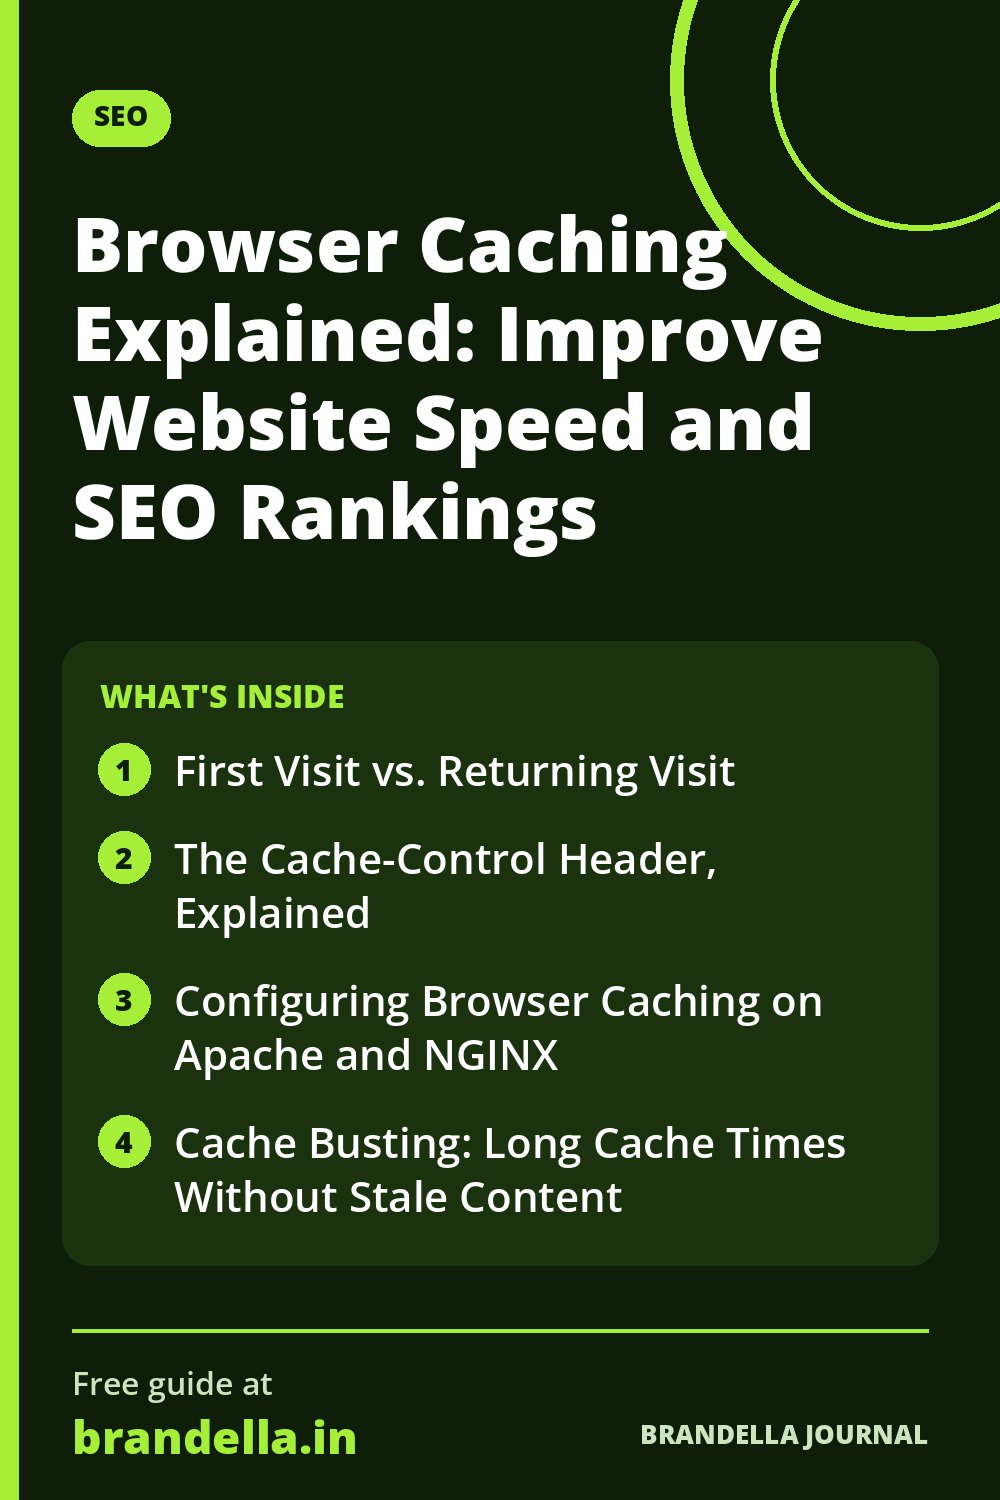 SEO
Browser Caching
Explained: Improve
Website Speed and
SEO Rankings
WHAT'S INSIDE
1 First Visit vs. Returning Visit
2 The Cache-Control Header,
Explained
3 Configuring Browser Caching on
Apache and NGINX
4 Cache Busting: Long Cache Times
Without Stale Content
Free guide at
brandella.in
BRANDELLA JOURNAL